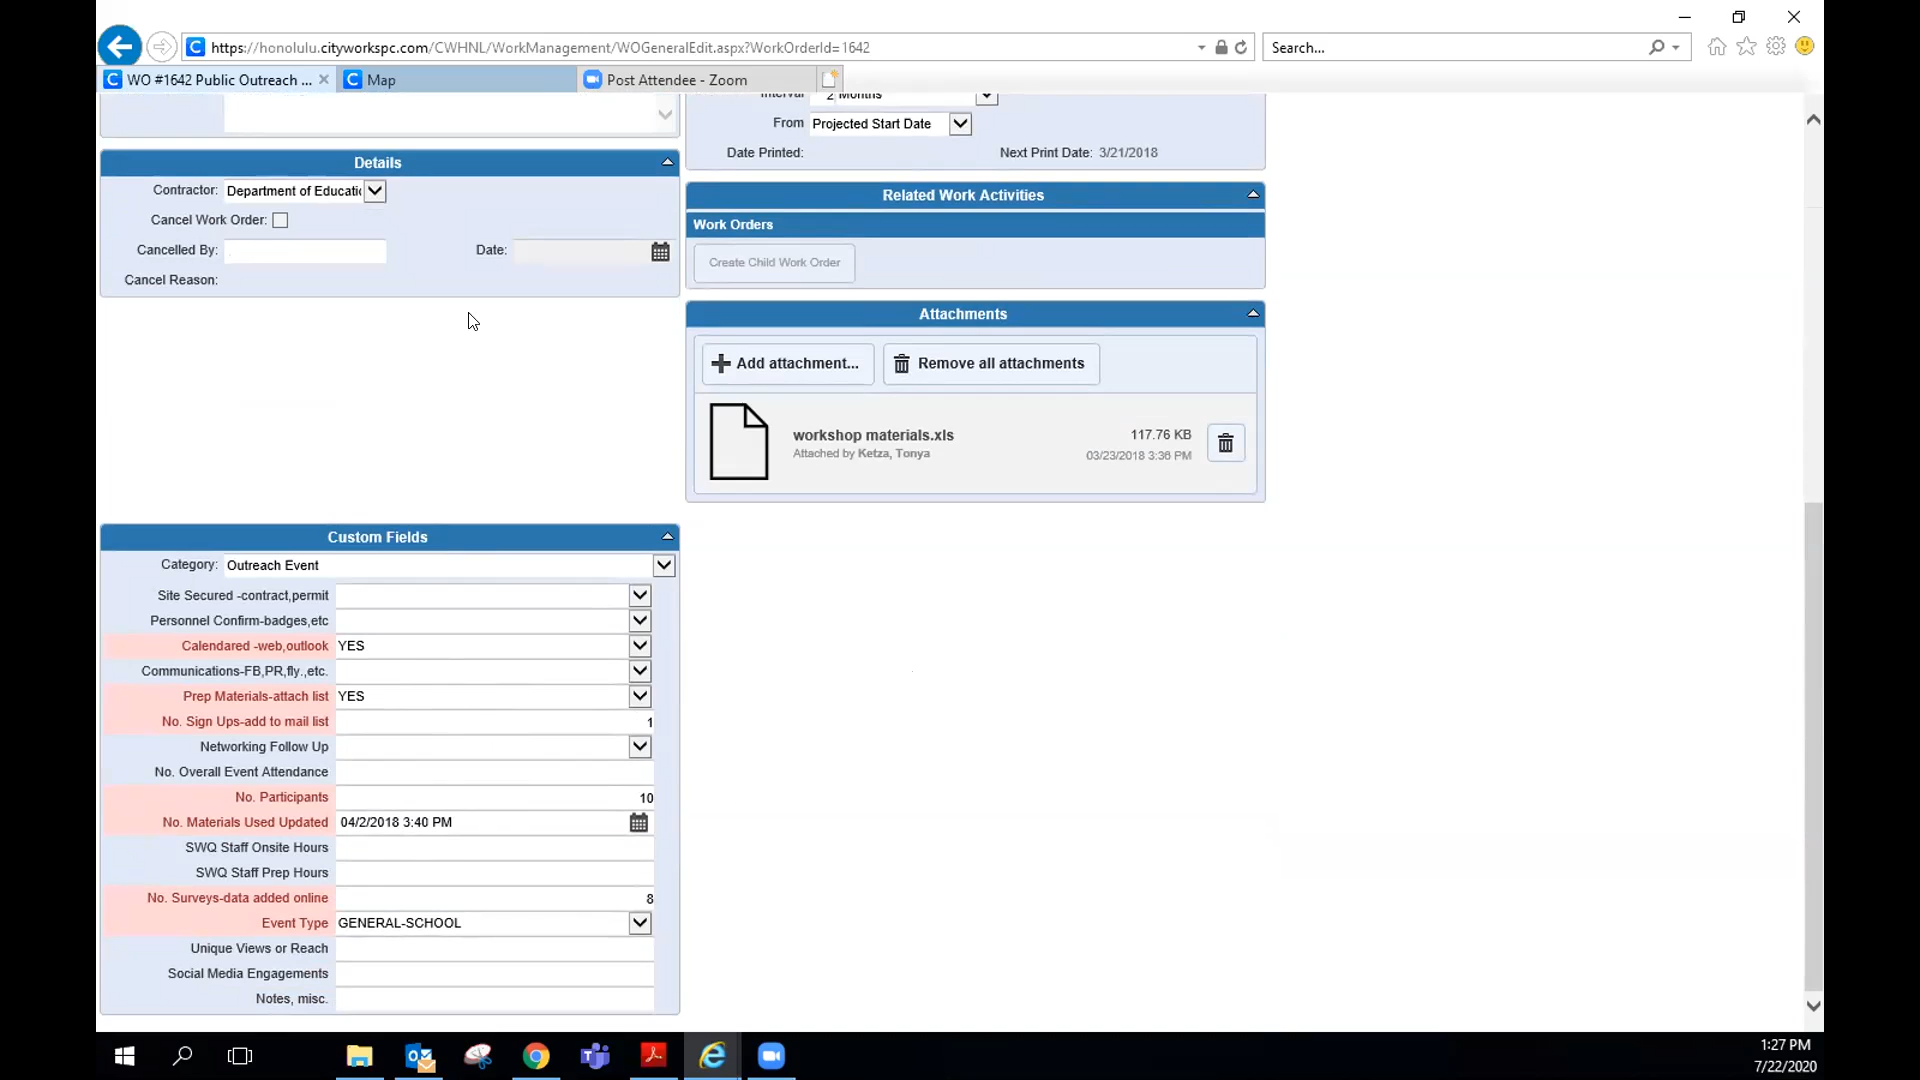 https://honolulu.cityworkspc.com/CWHNL/WorkManagement/WOGeneralEdit.aspx?WorkOrderId=1642
Search...
WO #1642 Public Outreach ...
Map
Post Attendee - Zoom
Interval 2 Months
From Projected Start Date
Date Printed: Next Print Date: 3/21/2018
Details
Contractor: Department of Educatic
Cancel Work Order:
Cancelled By: Date:
Cancel Reason:
Related Work Activities
Work Orders
Create Child Work Order
Attachments
Add attachment... Remove all attachments
workshop materials.xls 117.76 KB
Attached by Ketza, Tonya 03/23/2018 3:36 PM
Custom Fields
Category: Outreach Event
Site Secured -contract,permit
Personnel Confirm-badges,etc
Calendared -web,outlook YES
Communications-FB,PR,fly.,etc.
Prep Materials-attach list YES
No. Sign Ups-add to mail list 1
Networking Follow Up
No. Overall Event Attendance
No. Participants 10
No. Materials Used Updated 04/2/2018 3:40 PM
SWQ Staff Onsite Hours
SWQ Staff Prep Hours
No. Surveys-data added online 8
Event Type GENERAL-SCHOOL
Unique Views or Reach
Social Media Engagements
Notes, misc.
1:27 PM
7/22/2020